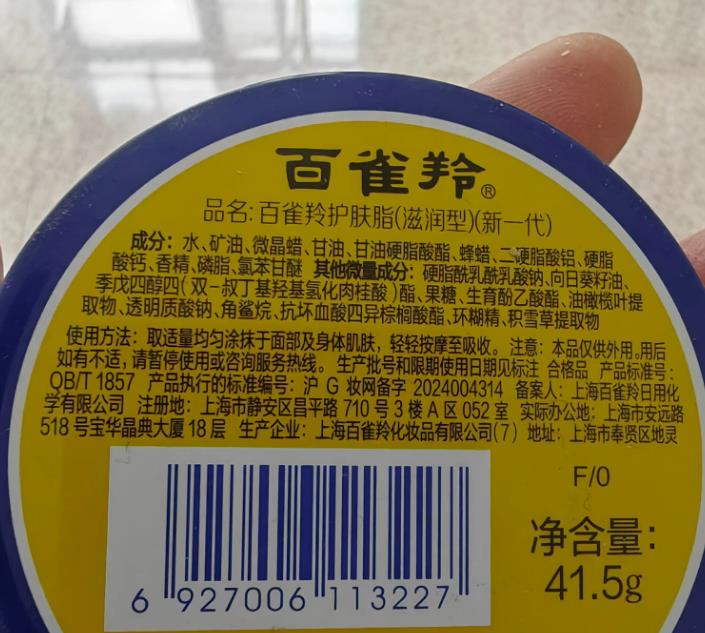 百雀羚®
品名:百雀羚护肤脂(滋润型)(新一代)
成分：水、矿油、微晶蜡、甘油、甘油硬脂酸酯、蜂蜡、二硬脂酸铝、硬脂
酸钙、香精、磷脂、氯苯甘醚 其他微量成分：硬脂酰乳酰乳酸钠、向日葵籽油、
季戊四醇四(双-叔丁基羟基氢化肉桂酸)酯、果糖、生育酚乙酸酯、油橄榄叶提
取物、透明质酸钠、角鲨烷、抗坏血酸四异棕榈酸酯、环糊精、积雪草提取物
使用方法：取适量均匀涂抹于面部及身体肌肤，轻轻按摩至吸收。注意：本品仅供外用。用后
如有不适，请暂停使用或咨询服务热线。生产批号和限期使用日期见标注 合格品 产品标准号：
QB/T 1857 产品执行的标准编号：沪 G 妆网备字 2024004314 备案人：上海百雀羚日用化
学有限公司 注册地：上海市静安区昌平路 710 号 3 楼 A 区 052 室 实际办公地：上海市安远路
518 号宝华晶典大厦 18 层 生产企业：上海百雀羚化妆品有限公司(7) 地址：上海市奉贤区地灵
F/0
净含量：
41.5g
6 927006 113227